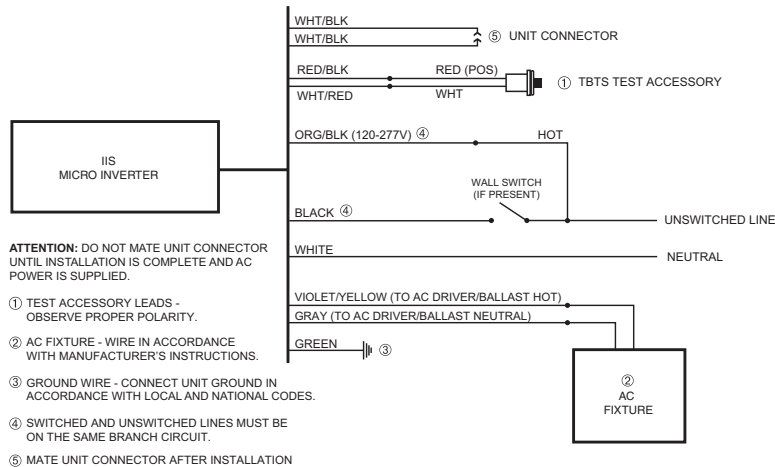 WHT/BLK
WHT/BLK
⑤ UNIT CONNECTOR
RED/BLK
RED (POS)
WHT/RED
WHT
① TBTS TEST ACCESSORY
ORG/BLK (120-277V) ④
HOT
IIS
MICRO INVERTER
WALL SWITCH
(IF PRESENT)
BLACK ④
UNSWITCHED LINE
WHITE
NEUTRAL
VIOLET/YELLOW (TO AC DRIVER/BALLAST HOT)
GRAY (TO AC DRIVER/BALLAST NEUTRAL)
GREEN
③
②
AC
FIXTURE
ATTENTION: DO NOT MATE UNIT CONNECTOR
UNTIL INSTALLATION IS COMPLETE AND AC
POWER IS SUPPLIED.
① TEST ACCESSORY LEADS -
OBSERVE PROPER POLARITY.
② AC FIXTURE - WIRE IN ACCORDANCE
WITH MANUFACTURER'S INSTRUCTIONS.
③ GROUND WIRE - CONNECT UNIT GROUND IN
ACCORDANCE WITH LOCAL AND NATIONAL CODES.
④ SWITCHED AND UNSWITCHED LINES MUST BE
ON THE SAME BRANCH CIRCUIT.
⑤ MATE UNIT CONNECTOR AFTER INSTALLATION